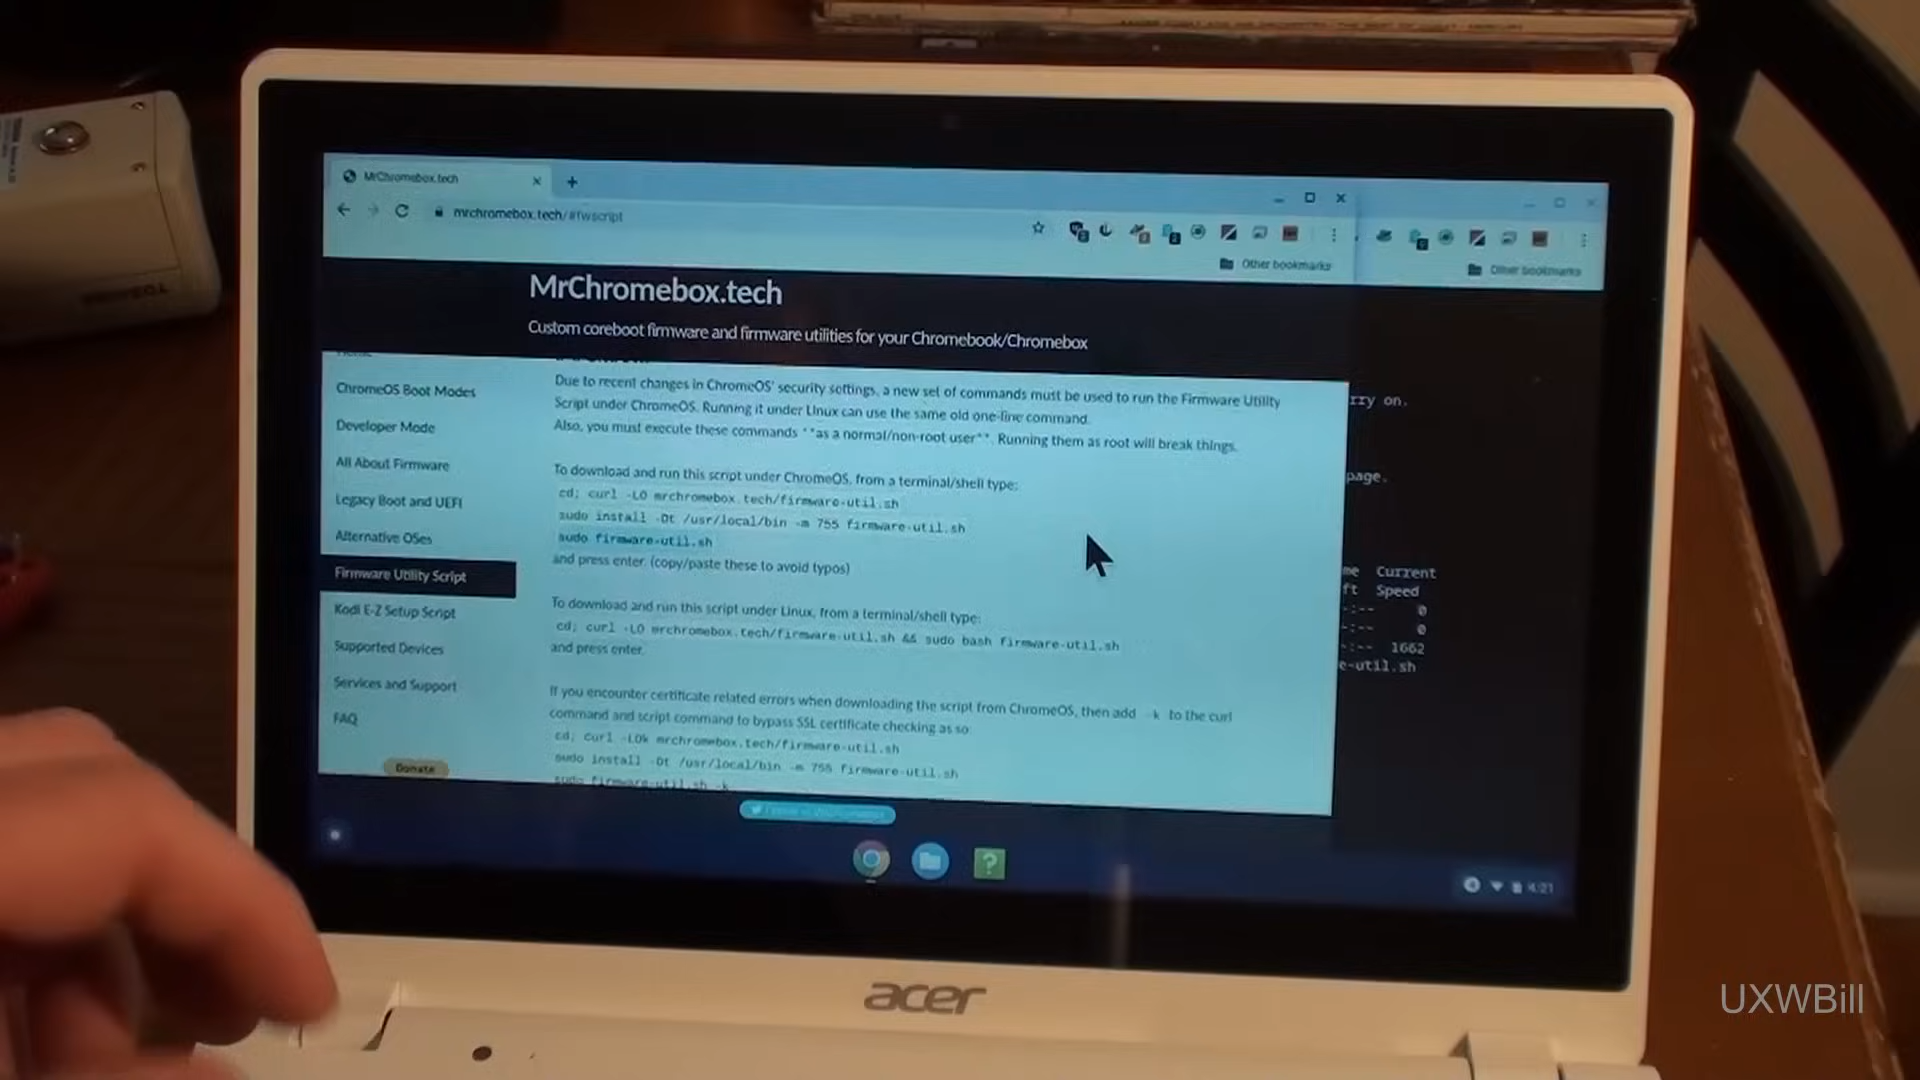 MrChromebox.tech
mrchromebox.tech/#fwscript
Other bookmarks
Other bookmarks
MrChromebox.tech
Custom coreboot firmware and firmware utilities for your Chromebook/Chromebox
ChromeOS Boot Modes
Developer Mode
All About Firmware
Legacy Boot and UEFI
Alternative OSes
Firmware Utility Script
Kodi E-Z Setup Script
Supported Devices
Services and Support
FAQ
Donate
Due to recent changes in ChromeOS' security settings, a new set of commands must be used to run the Firmware Utility
Script under ChromeOS. Running it under Linux can use the same old one-line command.
Also, you must execute these commands **as a normal/non-root user**. Running them as root will break things.
To download and run this script under ChromeOS, from a terminal/shell type:
cd; curl -LO mrchromebox.tech/firmware-util.sh
sudo install -Dt /usr/local/bin -m 755 firmware-util.sh
sudo firmware-util.sh
and press enter. (copy/paste these to avoid typos)
To download and run this script under Linux, from a terminal/shell type:
cd; curl -LO mrchromebox.tech/firmware-util.sh && sudo bash firmware-util.sh
and press enter.
If you encounter certificate related errors when downloading the script from ChromeOS, then add -k to the curl
command and script command to bypass SSL certificate checking as so:
cd; curl -LOk mrchromebox.tech/firmware-util.sh
sudo install -Dt /usr/local/bin -m 755 firmware-util.sh
sudo firmware-util.sh -k
rry on.
page.
me Current
ft Speed
-:-- 0
-:-- 0
-:-- 1662
e-util.sh
4:21
acer
UXWBill